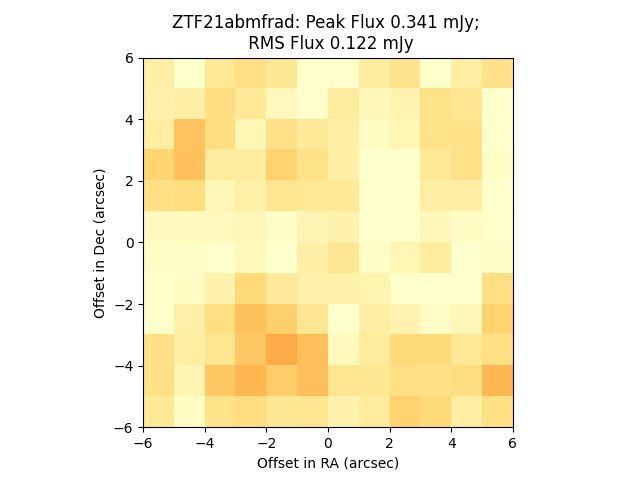 ZTF21abmfrad: Peak Flux 0.341 mJy;
RMS Flux 0.122 mJy
6
4
2
0
−2
−4
−6
Offset in Dec (arcsec)
−6 −4 −2 0 2 4 6
Offset in RA (arcsec)